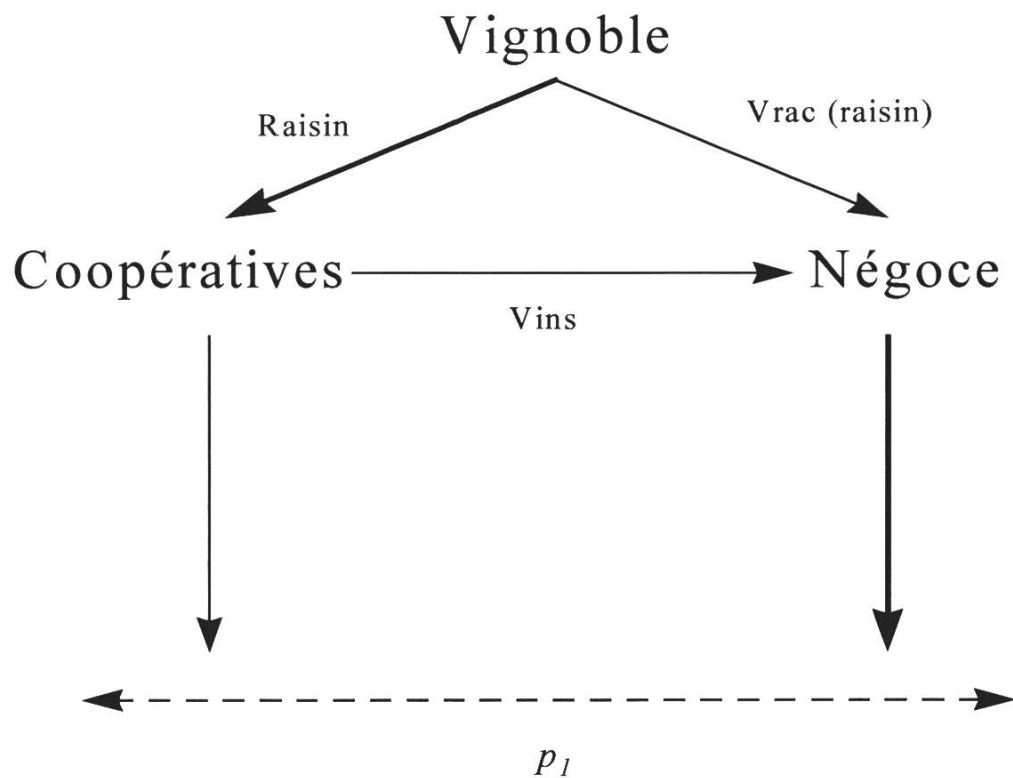 Vignoble
Raisin
Vrac (raisin)
Coopératives
Négoce
Vins
p1